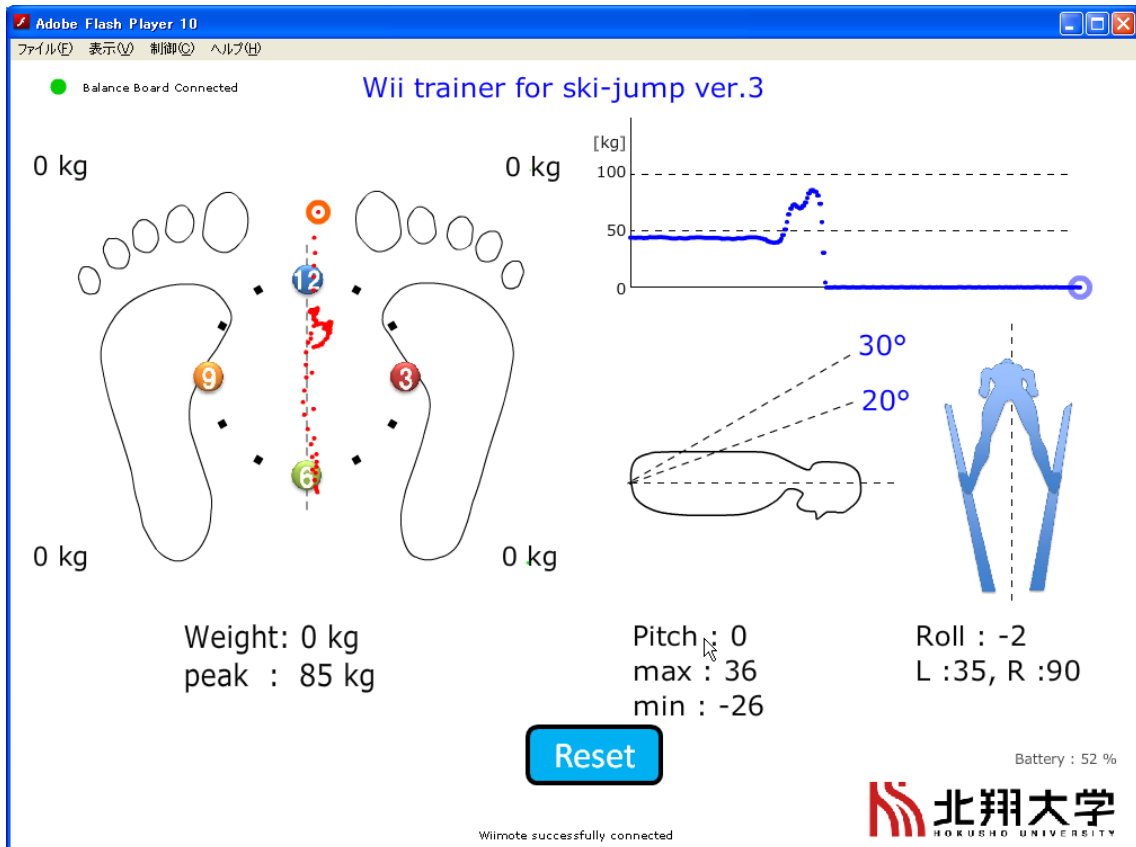 Adobe Flash Player 10
ファイル(F) 表示(V) 制御(C) ヘルプ(H)
Balance Board Connected
Wii trainer for ski-jump ver.3
0 kg
0 kg
[kg]
100
50
0
12
9
3
6
30°
20°
0 kg
0 kg
Weight: 0 kg
peak : 85 kg
Pitch : 0
max : 36
min : -26
Roll : -2
L :35, R :90
Reset
Battery : 52 %
北翔大学
HOKUSHO UNIVERSITY
Wiimote successfully connected